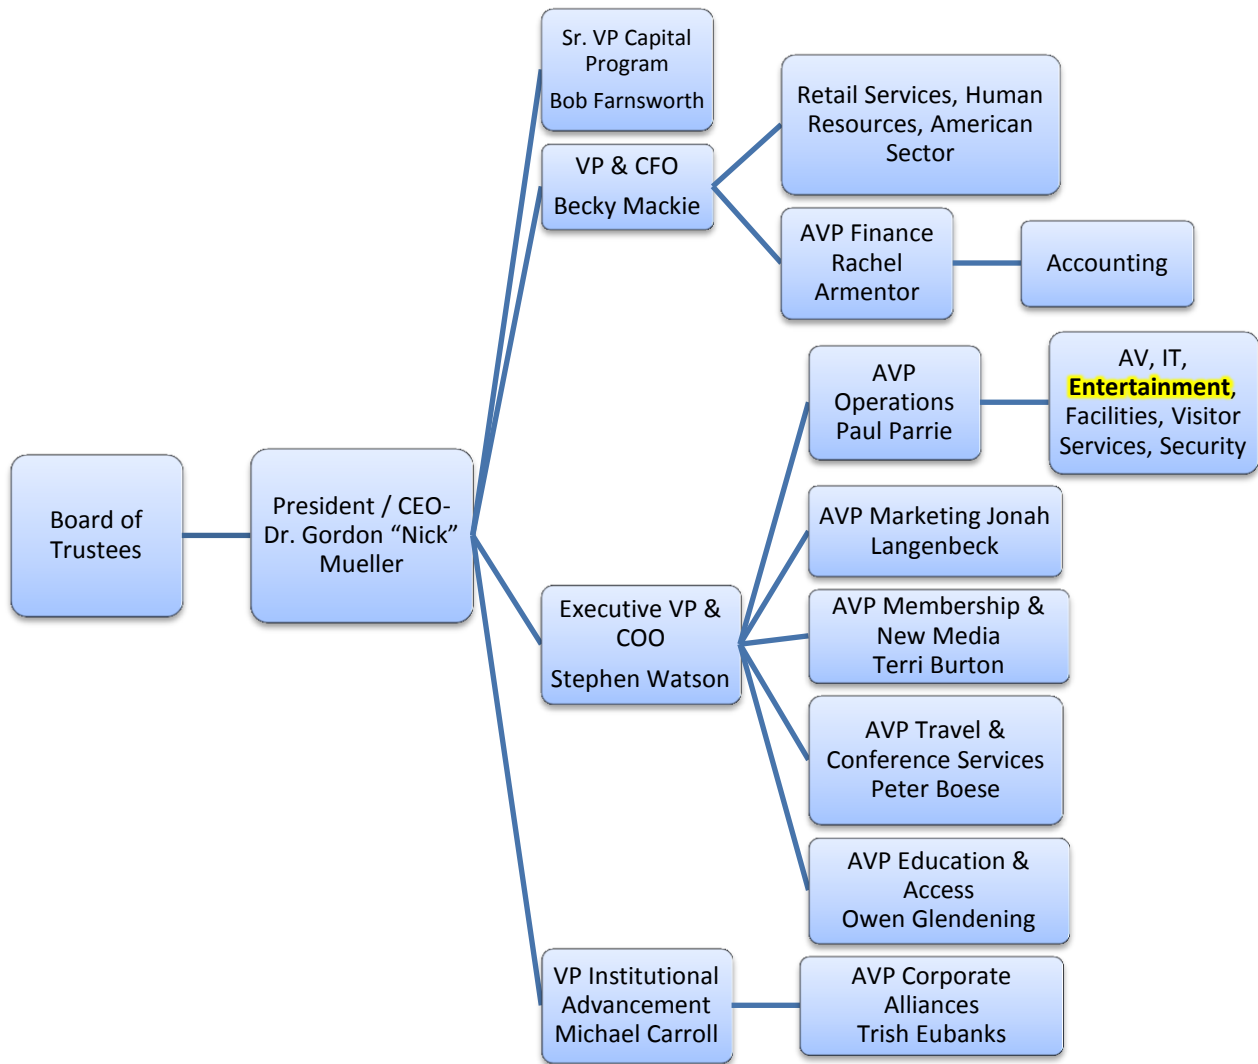 Board of
Trustees
President / CEO-
Dr. Gordon “Nick”
Mueller
Sr. VP Capital
Program
Bob Farnsworth
VP & CFO
Becky Mackie
Retail Services, Human
Resources, American
Sector
AVP Finance
Rachel
Armentor
Accounting
Executive VP &
COO
Stephen Watson
AVP
Operations
Paul Parrie
AV, IT,
Entertainment,
Facilities, Visitor
Services, Security
AVP Marketing Jonah
Langenbeck
AVP Membership &
New Media
Terri Burton
AVP Travel &
Conference Services
Peter Boese
AVP Education &
Access
Owen Glendening
VP Institutional
Advancement
Michael Carroll
AVP Corporate
Alliances
Trish Eubanks